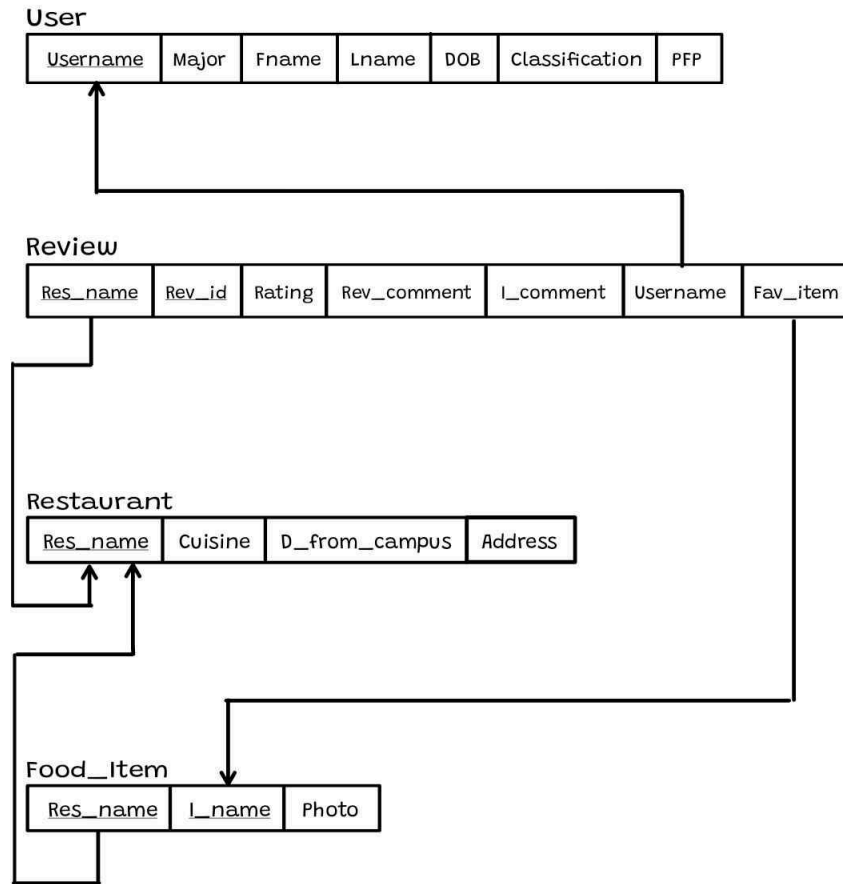 User
Username Major Fname Lname DOB Classification PFP
Review
Res_name Rev_id Rating Rev_comment I_comment Username Fav_item
Restaurant
Res_name Cuisine D_from_campus Address
Food_Item
Res_name I_name Photo